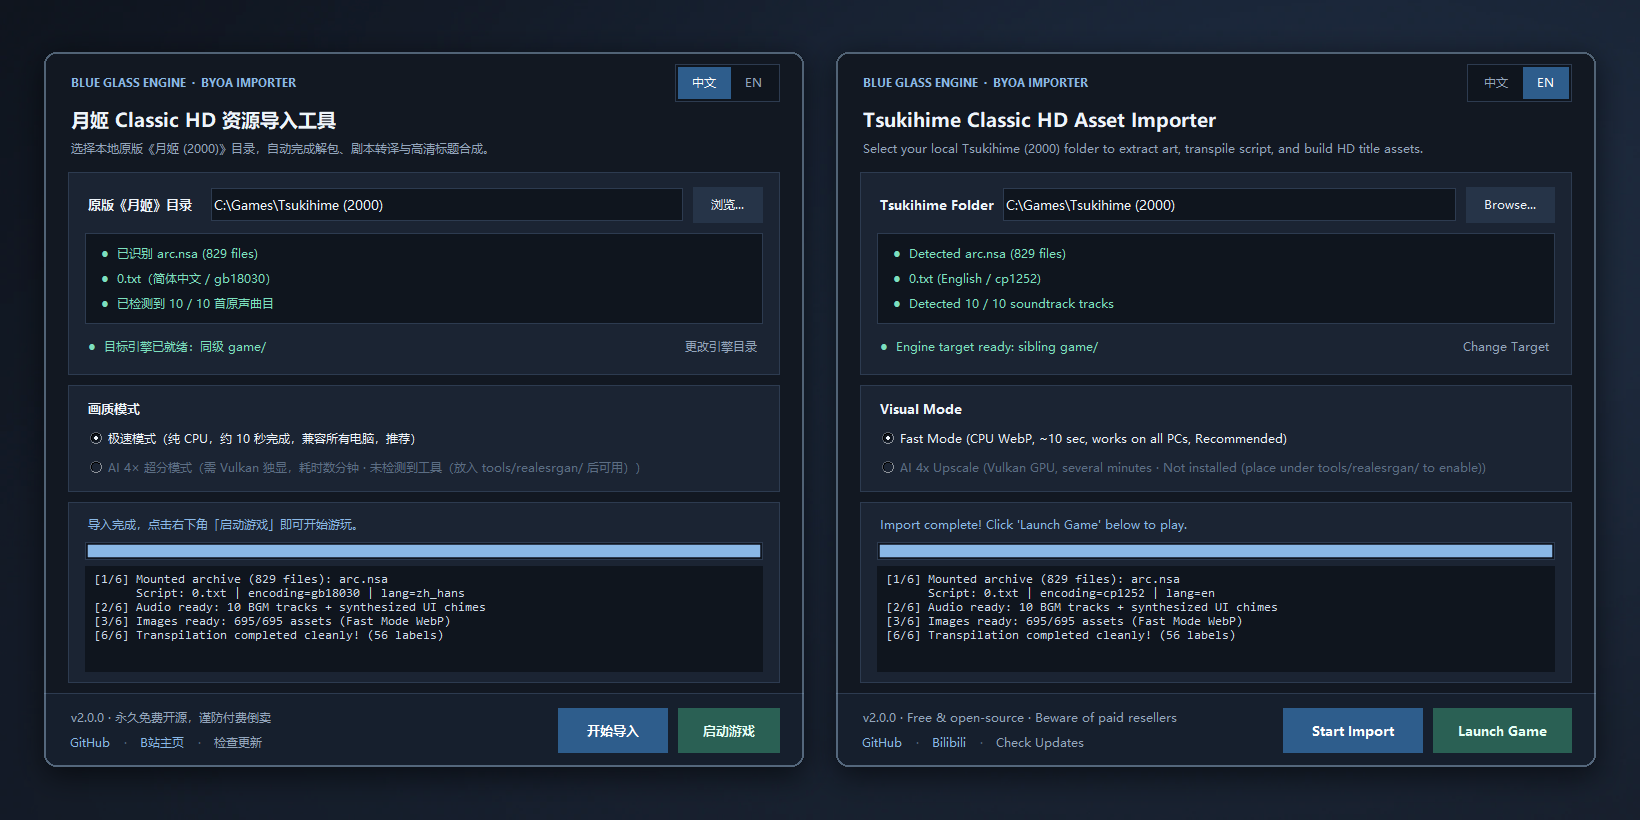 BLUE GLASS ENGINE · BYOA IMPORTER
中文 EN
月姬 Classic HD 资源导入工具
选择本地原版《月姬 (2000)》目录，自动完成解包、剧本转译与高清标题合成。
原版《月姬》目录 C:\Games\Tsukihime (2000) 浏览...
● 已识别 arc.nsa (829 files)
● 0.txt（简体中文 / gb18030）
● 已检测到 10 / 10 首原声曲目
● 目标引擎已就绪：同级 game/ 更改引擎目录
画质模式
极速模式（纯 CPU，约 10 秒完成，兼容所有电脑，推荐）
AI 4× 超分模式（需 Vulkan 独显，耗时数分钟 · 未检测到工具（放入 tools/realesrgan/ 后可用））
导入完成，点击右下角「启动游戏」即可开始游玩。
[1/6] Mounted archive (829 files): arc.nsa
Script: 0.txt | encoding=gb18030 | lang=zh_hans
[2/6] Audio ready: 10 BGM tracks + synthesized UI chimes
[3/6] Images ready: 695/695 assets (Fast Mode WebP)
[6/6] Transpilation completed cleanly! (56 labels)
v2.0.0 · 永久免费开源，谨防付费倒卖
GitHub · B站主页 · 检查更新
开始导入 启动游戏
BLUE GLASS ENGINE · BYOA IMPORTER
中文 EN
Tsukihime Classic HD Asset Importer
Select your local Tsukihime (2000) folder to extract art, transpile script, and build HD title assets.
Tsukihime Folder C:\Games\Tsukihime (2000) Browse...
● Detected arc.nsa (829 files)
● 0.txt (English / cp1252)
● Detected 10 / 10 soundtrack tracks
● Engine target ready: sibling game/ Change Target
Visual Mode
Fast Mode (CPU WebP, ~10 sec, works on all PCs, Recommended)
AI 4x Upscale (Vulkan GPU, several minutes · Not installed (place under tools/realesrgan/ to enable))
Import complete! Click 'Launch Game' below to play.
[1/6] Mounted archive (829 files): arc.nsa
Script: 0.txt | encoding=cp1252 | lang=en
[2/6] Audio ready: 10 BGM tracks + synthesized UI chimes
[3/6] Images ready: 695/695 assets (Fast Mode WebP)
[6/6] Transpilation completed cleanly! (56 labels)
v2.0.0 · Free & open-source · Beware of paid resellers
GitHub · Bilibili · Check Updates
Start Import Launch Game